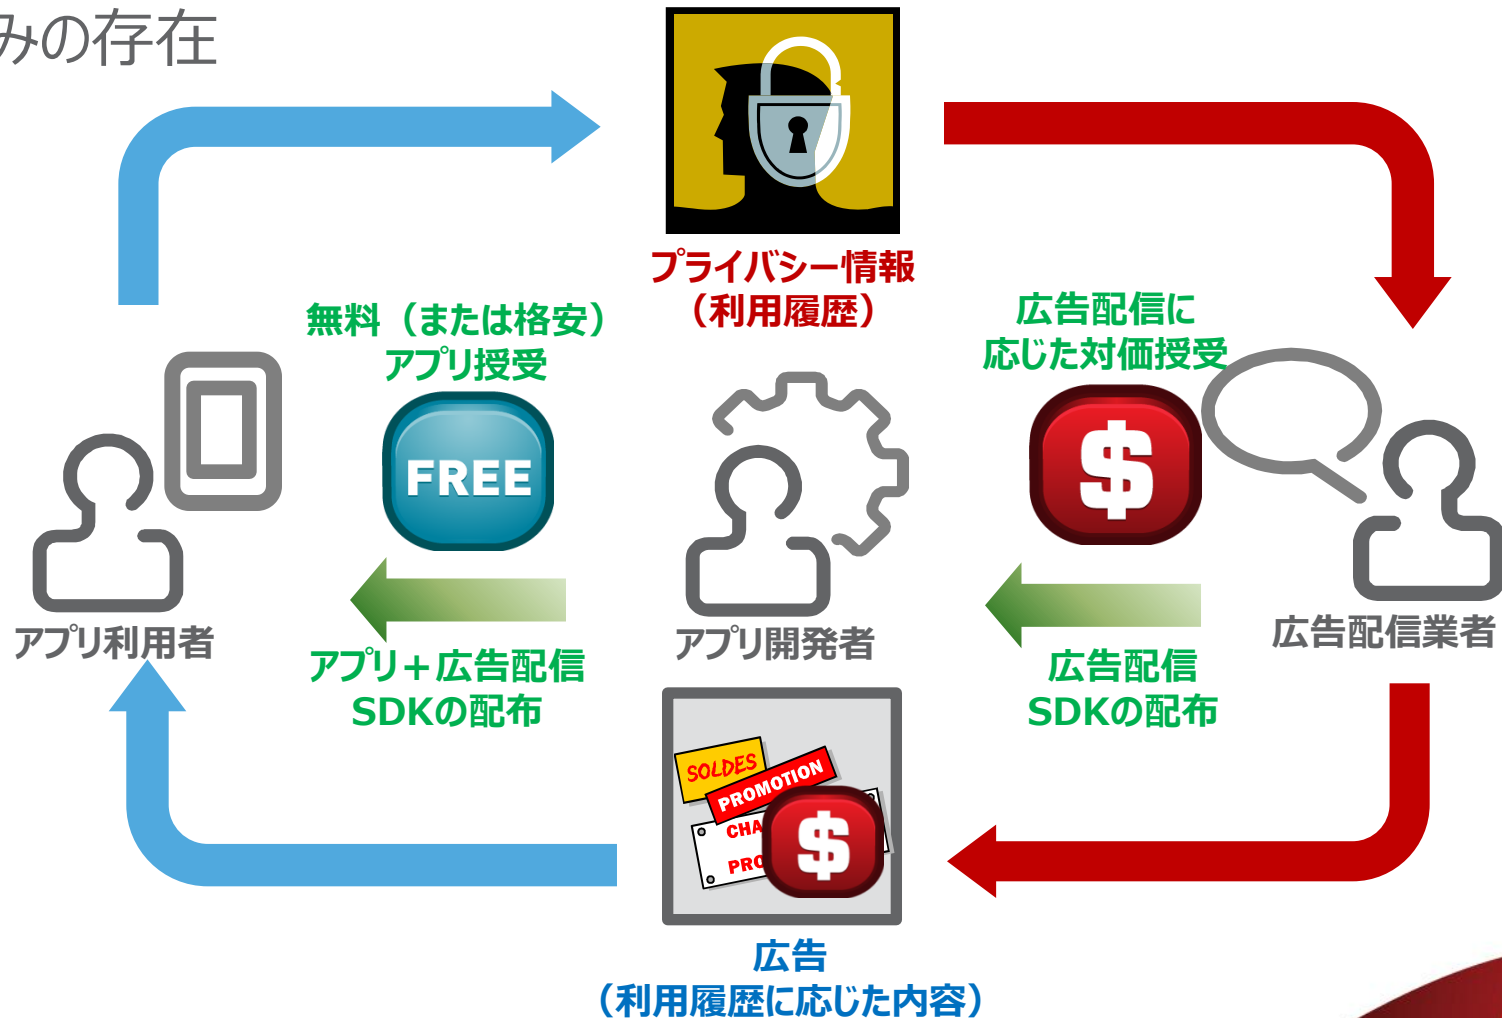 みの存在
プライバシー情報
（利用履歴）
無料（または格安）
アプリ授受
広告配信に
応じた対価授受
FREE
$
アプリ利用者
アプリ開発者
広告配信業者
アプリ＋広告配信
SDKの配布
広告配信
SDKの配布
SOLDES
PROMOTION
CHA
PRO
$
広告
（利用履歴に応じた内容）